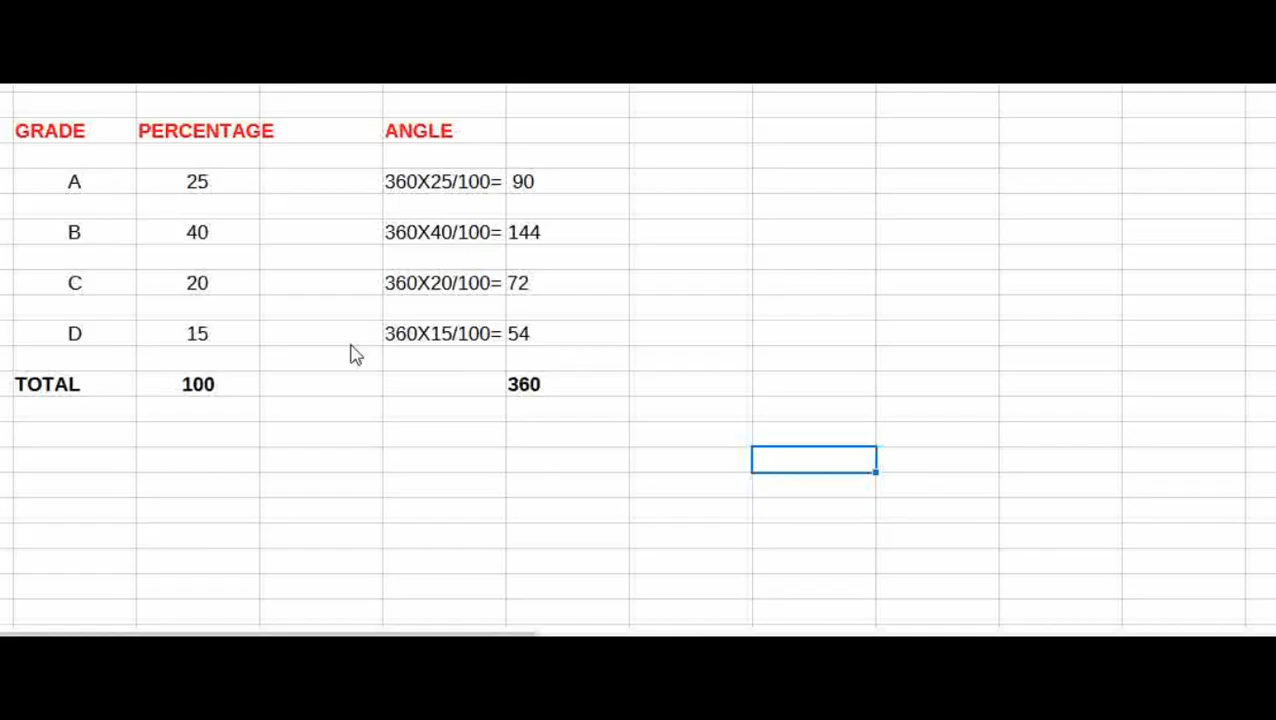 GRADE PERCENTAGE ANGLE
A 25 360X25/100= 90
B 40 360X40/100= 144
C 20 360X20/100= 72
D 15 360X15/100= 54
TOTAL 100 360